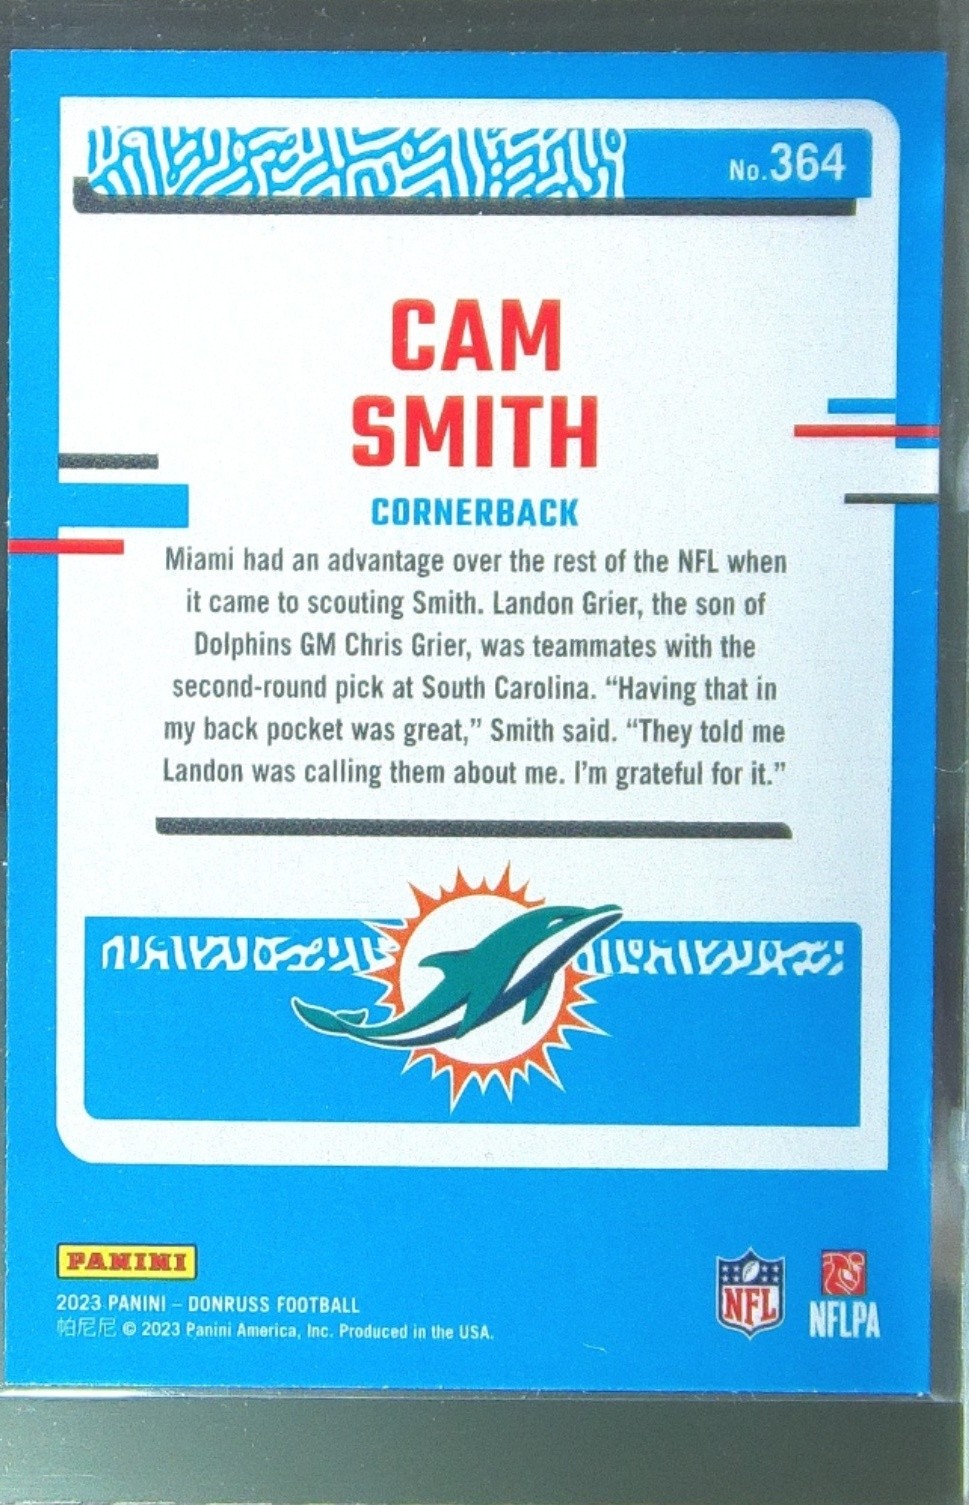 No.364
CAM
SMITH
CORNERBACK
Miami had an advantage over the rest of the NFL when
it came to scouting Smith. Landon Grier, the son of
Dolphins GM Chris Grier, was teammates with the
second-round pick at South Carolina. “Having that in
my back pocket was great,” Smith said. “They told me
Landon was calling them about me. I’m grateful for it.”
PANINI
2023 PANINI – DONRUSS FOOTBALL
帕尼尼 © 2023 Panini America, Inc. Produced in the USA.
NFL
NFLPA